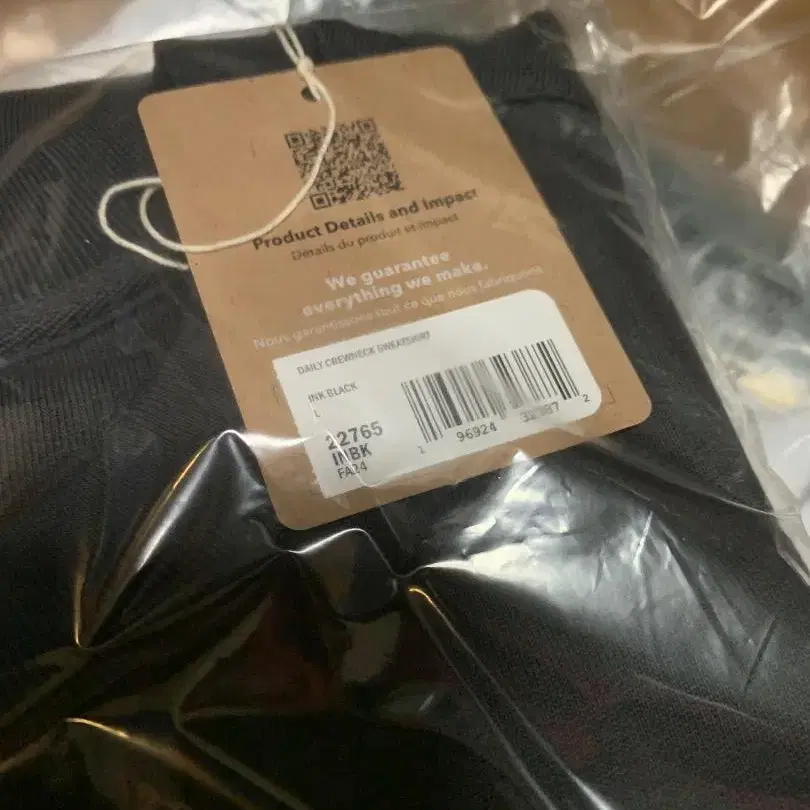 Product Details and Impact
Détails du produit et impact
We guarantee
everything we make.
Nous garantissons tout ce que nous fabriquons.
DAILY CREWNECK SWEATSHIRT
INK BLACK
L
22765
INBK
FA24
1 96924 2